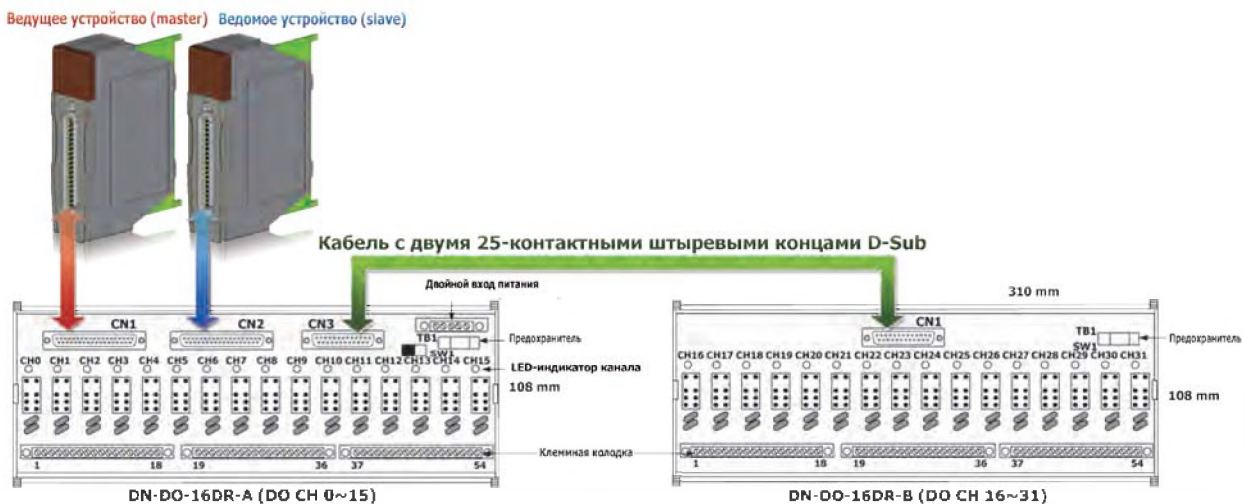 Ведущее устройство (master) Ведомое устройство (slave)
Кабель с двумя 25-контактными штыревыми концами D-Sub
Двойной вход питания
310 mm
CN1 CN2 CN3
TB1
SW1
Предохранитель
CH0 CH1 CH2 CH3 CH4 CH5 CH6 CH7 CH8 CH9 CH10 CH11 CH12 CH13 CH14 CH15
LED-индикатор канала
108 mm
CN1
TB1
SW1
Предохранитель
CH16 CH17 CH18 CH19 CH20 CH21 CH22 CH23 CH24 CH25 CH26 CH27 CH28 CH29 CH30 CH31
108 mm
Клеминая колодка
1 18 19 36 37 54
1 18 19 36 37 54
DN-DO-16DR-A (DO CH 0~15)
DN-DO-16DR-B (DO CH 16~31)